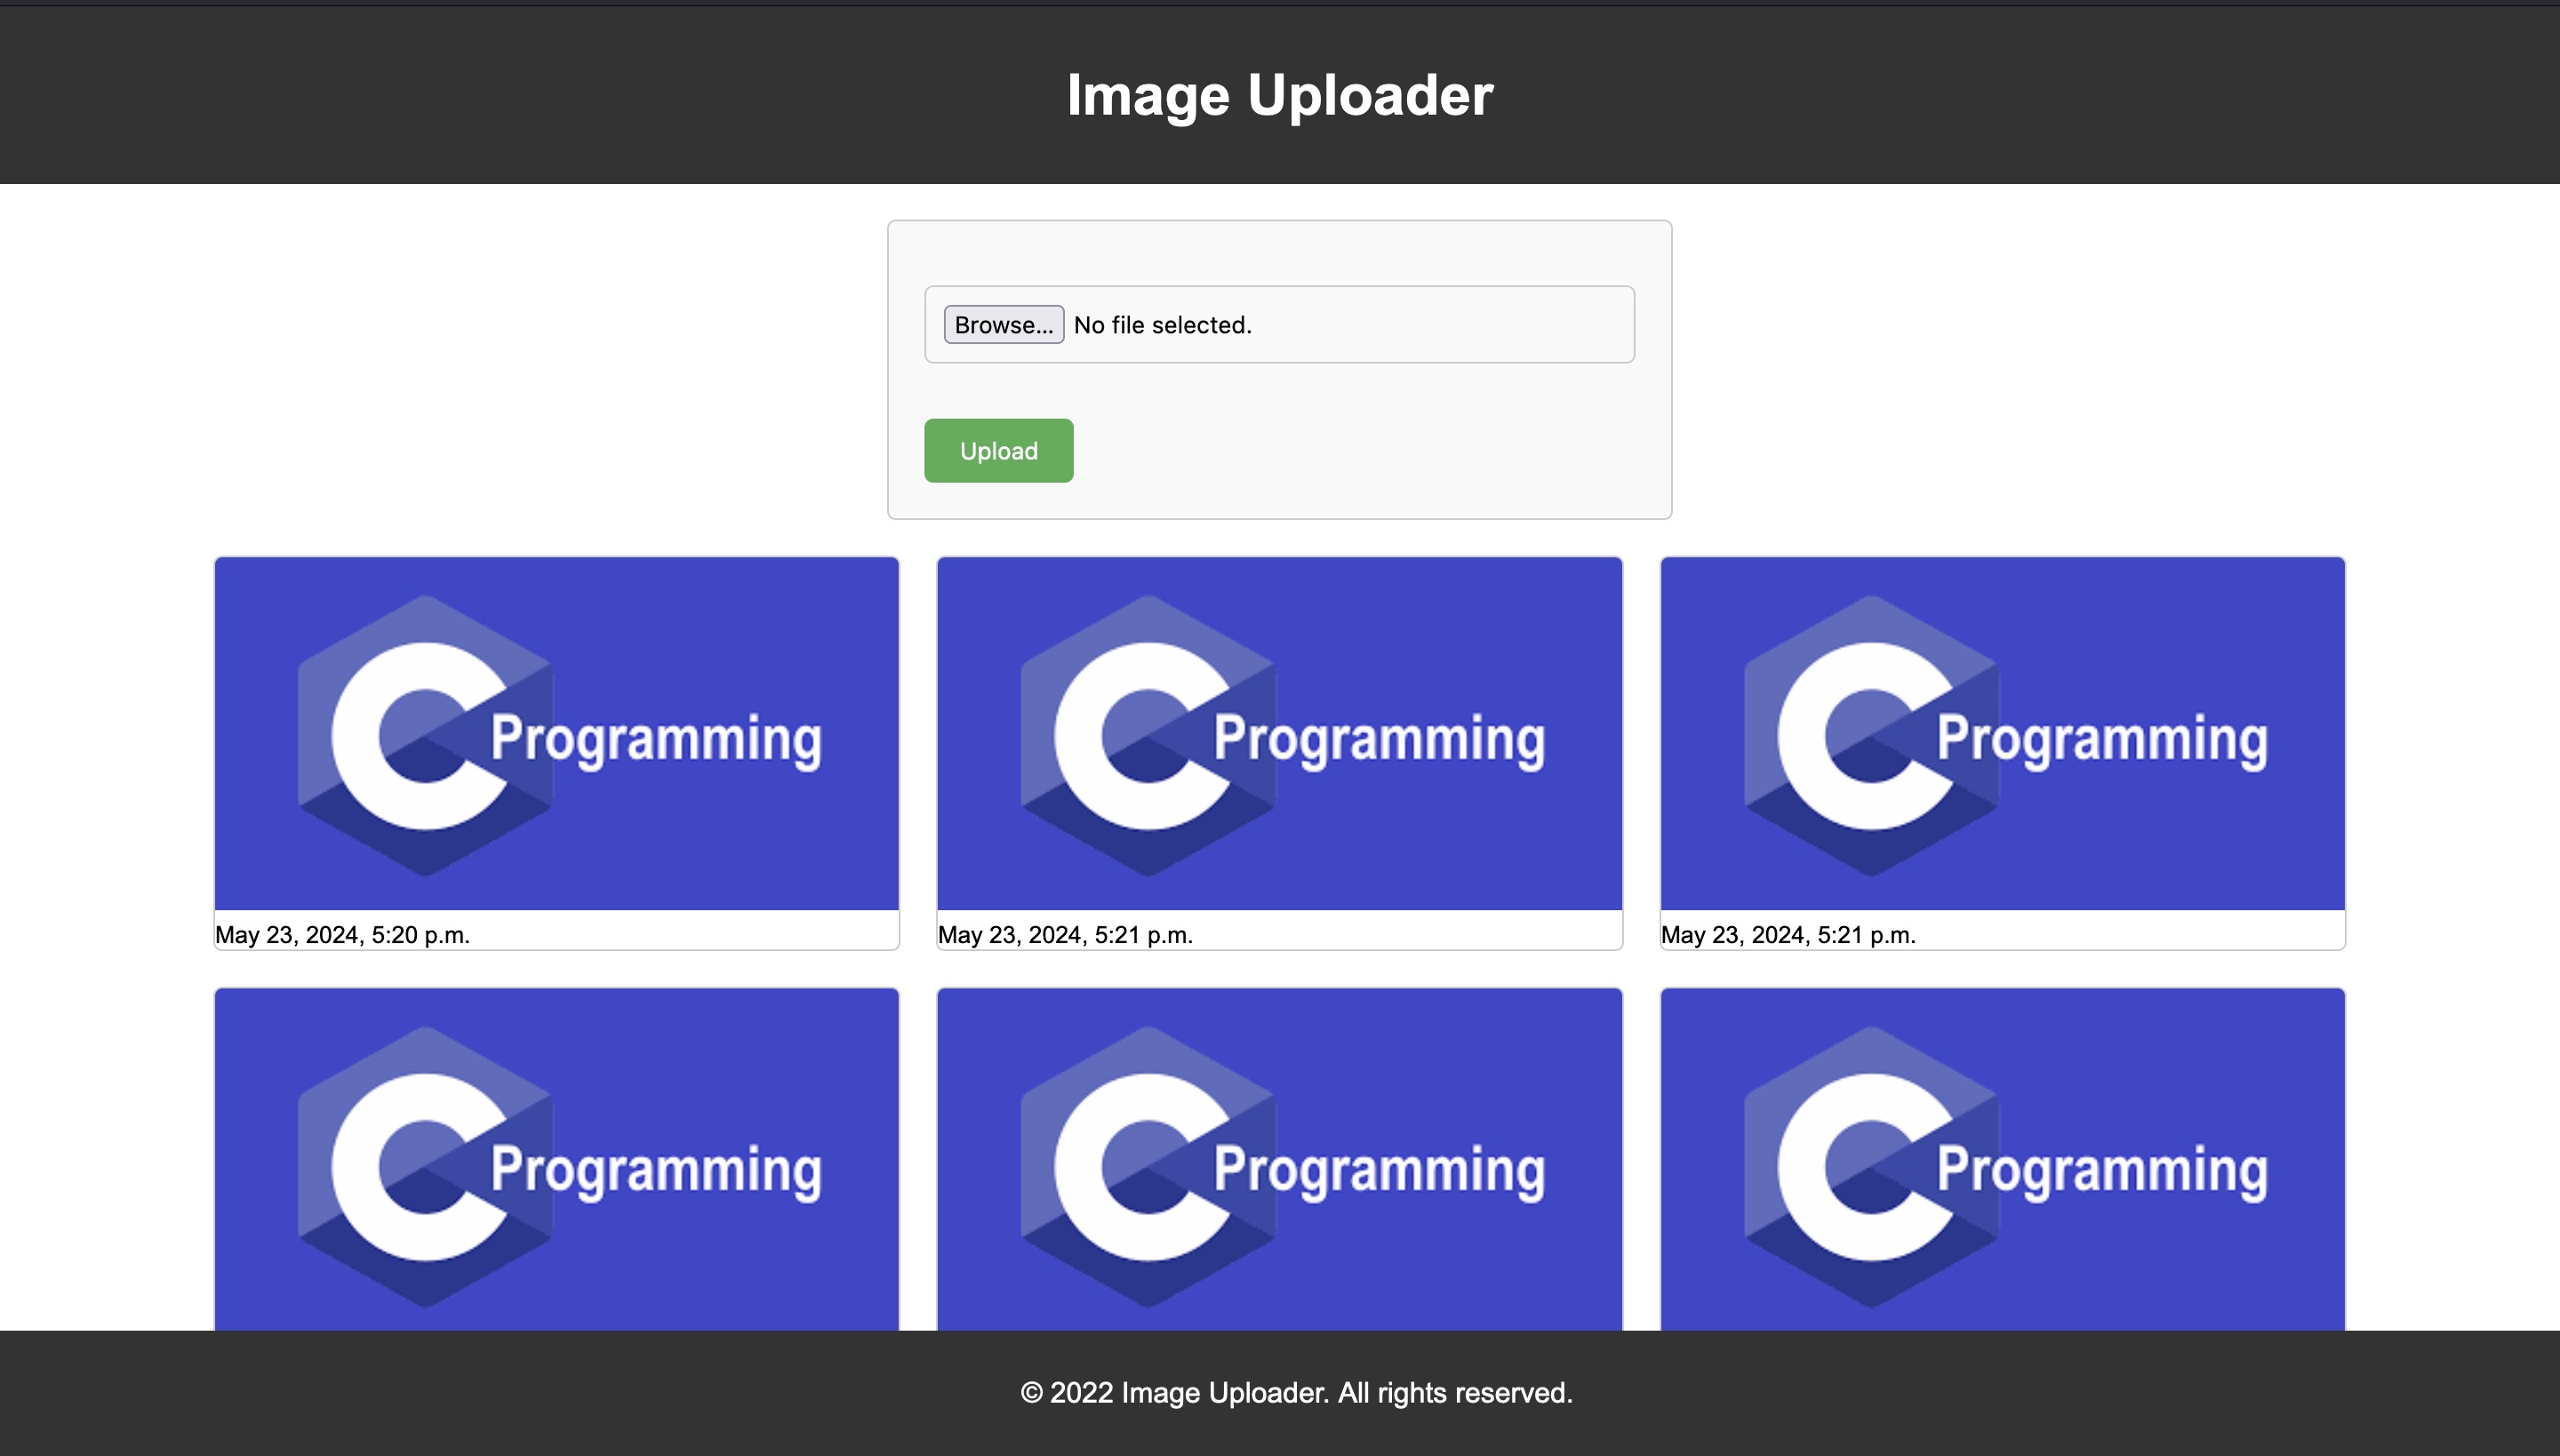 Image Uploader
Browse... No file selected.
Upload
C Programming
C Programming
C Programming
May 23, 2024, 5:20 p.m.
May 23, 2024, 5:21 p.m.
May 23, 2024, 5:21 p.m.
C Programming
C Programming
C Programming
© 2022 Image Uploader. All rights reserved.